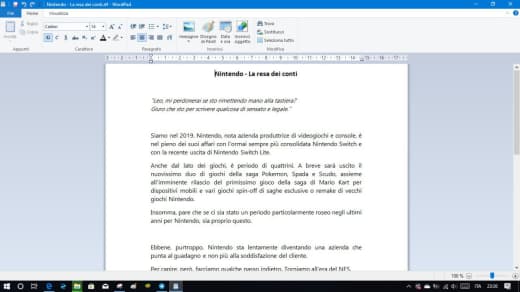 Nintendo - La resa dei conti.rtf - WordPad
File Home Visualizza
Incolla
Calibri 14
Immagine Disegno di Paint Data e ora Inserisci oggetto
Trova
Sostituisci
Seleziona tutto
Appunti Carattere Paragrafo Inserisci Modifica
Nintendo - La resa dei conti
"Leo, mi perdonerai se sto rimettendo mano alla tastiera?
Giuro che sto per scrivere qualcosa di sensato e legale."
Siamo nel 2019. Nintendo, nota azienda produttrice di videogiochi e console, é
nel pieno dei suoi affari con l'ormai sempre più consolidata Nintendo Switch e
con la recente uscita di Nintendo Switch Lite.
Anche dal lato dei giochi, é periodo di quattrini. A breve sará uscito il
nuovissimo duo di giochi della saga Pokemon, Spada e Scudo, assieme
all'imminente rilascio del primissimo gioco della saga di Mario Kart per
dispositivi mobili e vari giochi spin-off di saghe esclusive o remake di vecchi
giochi Nintendo.
Insomma, pare che se ci sia stato un periodo particolarmente roseo negli ultimi
anni per Nintendo, sia proprio questo.
Ebbene, purtroppo, Nintendo sta lentamente diventando una azienda che
punta al guadagno e non più alla soddisfazione del cliente.
Per capire, però, facciamo qualche passo indietro. Torniamo all'era del NES.
100 %
ITA 23:00